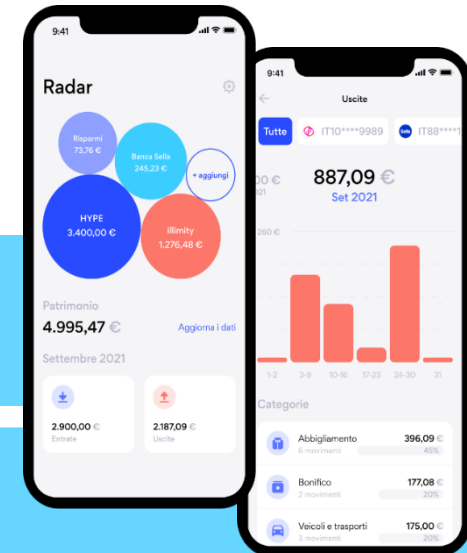 9:41
Radar
Risparmi
73,76 €
Banca Sella
245,23 €
+ aggiungi
HYPE
3.400,00 €
illimity
1.276,48 €
Patrimonio
4.995,47 €
Aggiorna i dati
Settembre 2021
2.900,00 €
Entrate
2.187,09 €
Uscite
9:41
Uscite
Tutte
IT10****9989
Sella
IT88****1
00 €
021
887,09 €
Set 2021
260 €
1-2 3-9 10-16 17-23 24-30 31
Categorie
Abbigliamento
396,09 €
6 movimenti
45%
Bonifico
177,08 €
2 movimenti
20%
Veicoli e trasporti
175,00 €
3 movimenti
20%